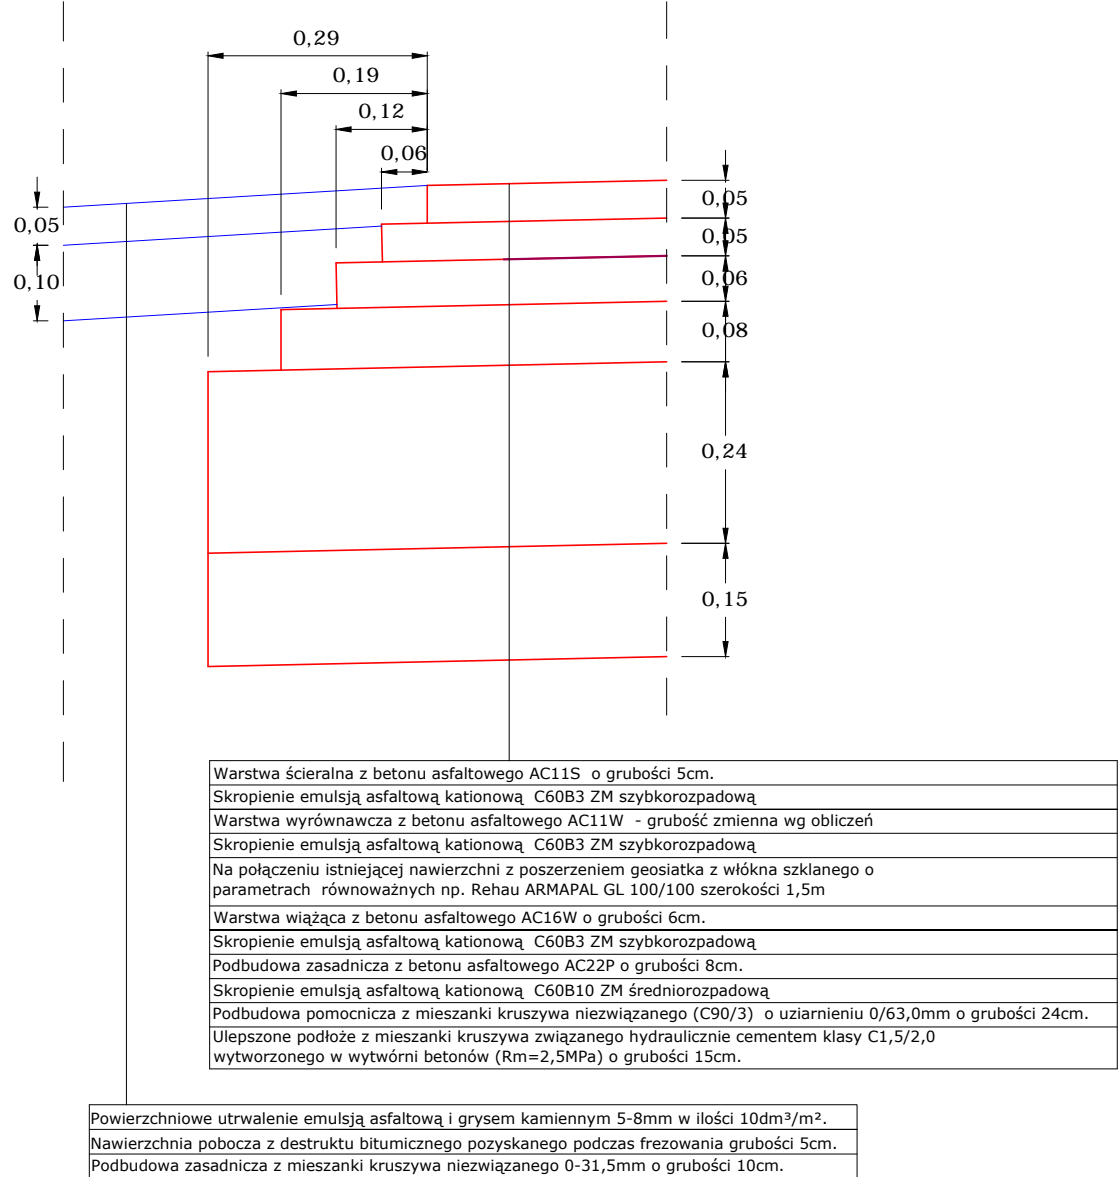 0,29
0,19
0,12
0,06
0,05
0,05
0,05
0,10
0,06
0,08
0,24
0,15
Warstwa ścieralna z betonu asfaltowego AC11S o grubości 5cm.
Skropienie emulsją asfaltową kationową C60B3 ZM szybkorozpadową
Warstwa wyrównawcza z betonu asfaltowego AC11W - grubość zmienna wg obliczeń
Skropienie emulsją asfaltową kationową C60B3 ZM szybkorozpadową
Na połączeniu istniejącej nawierzchni z poszerzeniem geosiatka z włókna szklanego o
parametrach równoważnych np. Rehau ARMAPAL GL 100/100 szerokości 1,5m
Warstwa wiążąca z betonu asfaltowego AC16W o grubości 6cm.
Skropienie emulsją asfaltową kationową C60B3 ZM szybkorozpadową
Podbudowa zasadnicza z betonu asfaltowego AC22P o grubości 8cm.
Skropienie emulsją asfaltową kationową C60B10 ZM średniorozpadową
Podbudowa pomocnicza z mieszanki kruszywa niezwiązanego (C90/3) o uziarnieniu 0/63,0mm o grubości 24cm.
Ulepszone podłoże z mieszanki kruszywa związanego hydraulicznie cementem klasy C1,5/2,0
wytworzonego w wytwórni betonów (Rm=2,5MPa) o grubości 15cm.
Powierzchniowe utrwalenie emulsją asfaltową i grysem kamiennym 5-8mm w ilości 10dm³/m².
Nawierzchnia pobocza z destruktu bitumicznego pozyskanego podczas frezowania grubości 5cm.
Podbudowa zasadnicza z mieszanki kruszywa niezwiązanego 0-31,5mm o grubości 10cm.